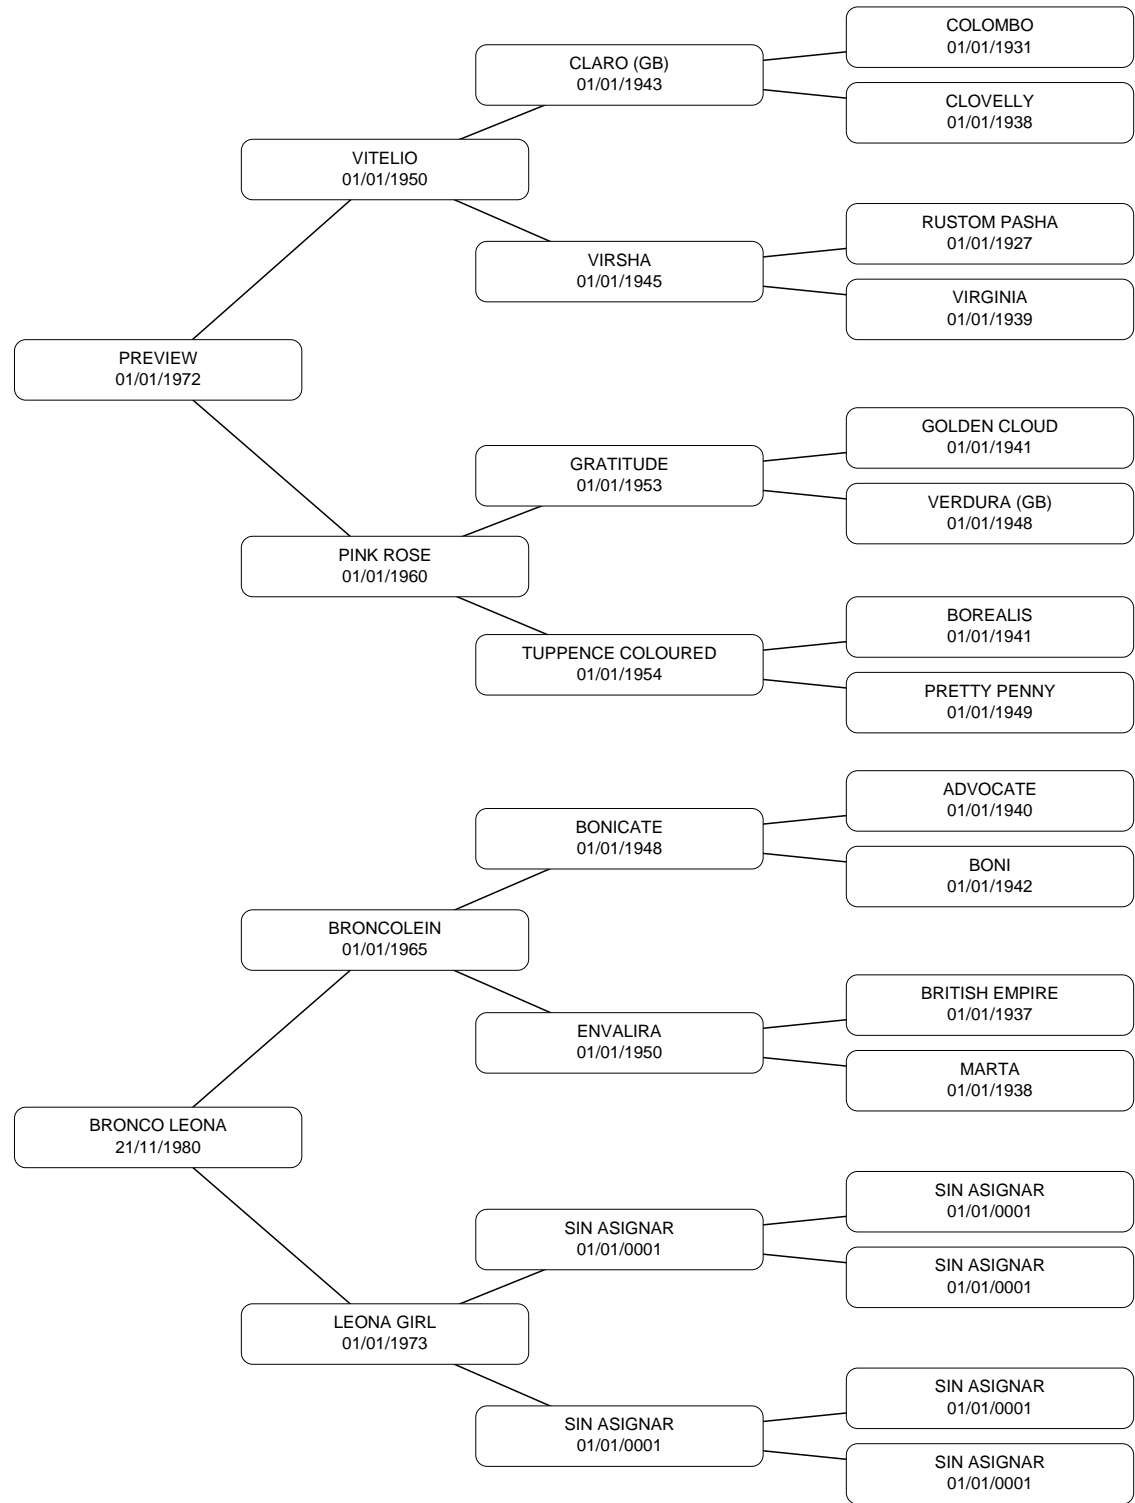 COLOMBO
01/01/1931
CLARO (GB)
01/01/1943
CLOVELLY
01/01/1938
VITELIO
01/01/1950
RUSTOM PASHA
01/01/1927
VIRSHA
01/01/1945
VIRGINIA
01/01/1939
PREVIEW
01/01/1972
GOLDEN CLOUD
01/01/1941
GRATITUDE
01/01/1953
VERDURA (GB)
01/01/1948
PINK ROSE
01/01/1960
BOREALIS
01/01/1941
TUPPENCE COLOURED
01/01/1954
PRETTY PENNY
01/01/1949
ADVOCATE
01/01/1940
BONICATE
01/01/1948
BONI
01/01/1942
BRONCOLEIN
01/01/1965
BRITISH EMPIRE
01/01/1937
ENVALIRA
01/01/1950
MARTA
01/01/1938
BRONCO LEONA
21/11/1980
SIN ASIGNAR
01/01/0001
SIN ASIGNAR
01/01/0001
SIN ASIGNAR
01/01/0001
LEONA GIRL
01/01/1973
SIN ASIGNAR
01/01/0001
SIN ASIGNAR
01/01/0001
SIN ASIGNAR
01/01/0001